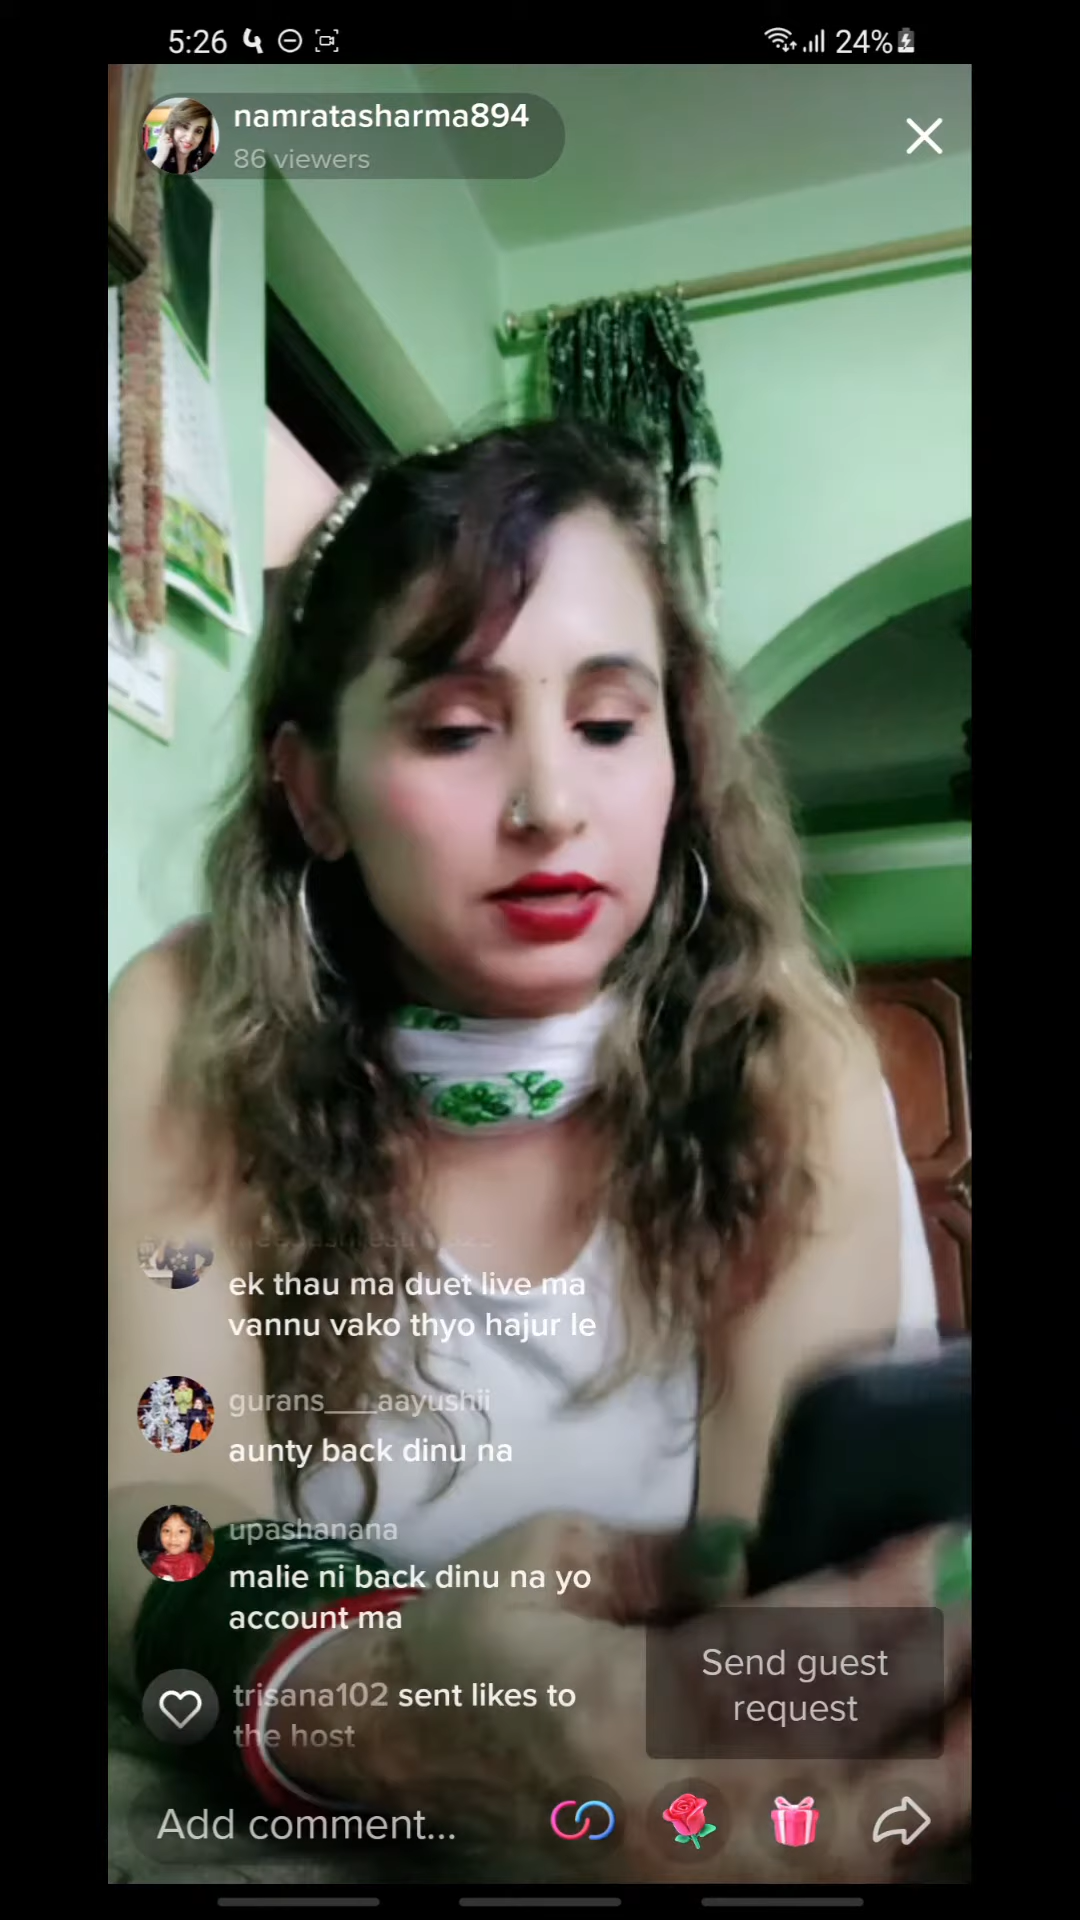 5:26
24%
namratasharma894
86 viewers
ek thau ma duet live ma
vannu vako thyo hajur le
gurans___aayushii
aunty back dinu na
upashanana
malie ni back dinu na yo
account ma
trisana102 sent likes to
the host
Send guest
request
Add comment...